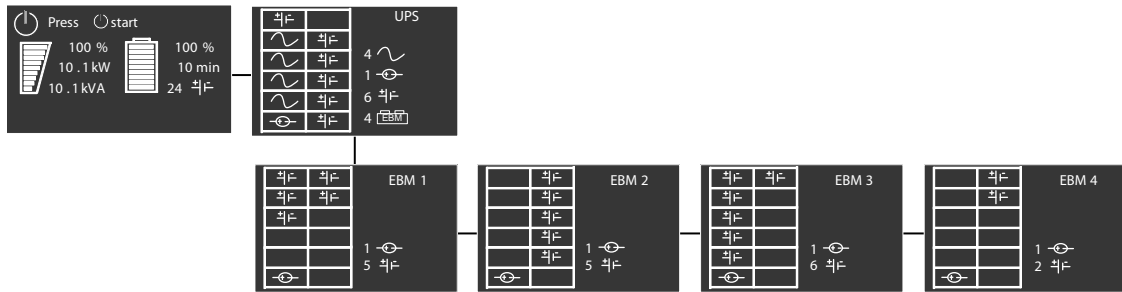 Press start
100 %
10 . 1 kW
10 . 1 kVA
100 %
10 min
24
UPS
4
1
6
4 EBM
EBM 1
1
5
EBM 2
1
5
EBM 3
1
6
EBM 4
1
2